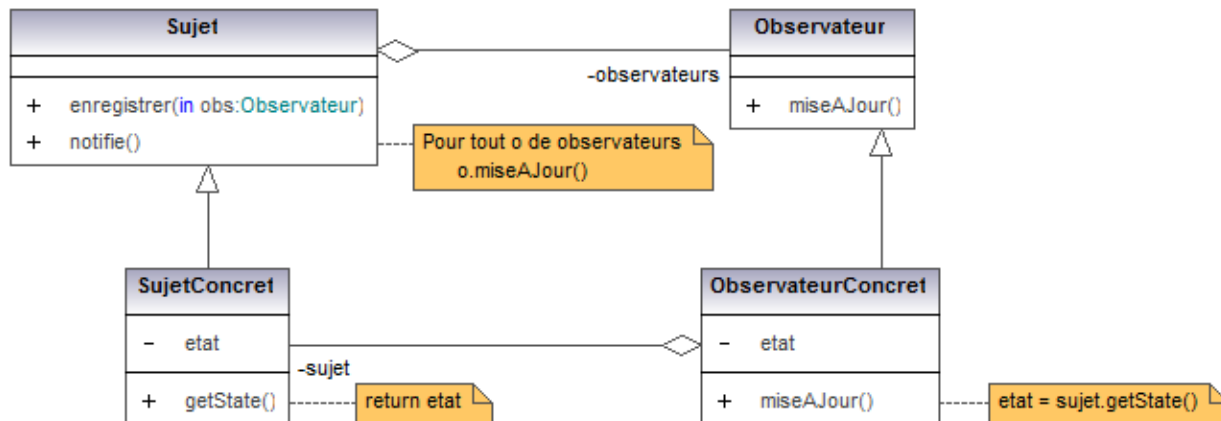 Sujet
+ enregistrer(in obs:Observateur)
+ notifie()
Observateur
+ miseAJour()
-observateurs
Pour tout o de observateurs
o.miseAJour()
SujetConcret
- etat
+ getState()
-sujet
return etat
ObservateurConcret
- etat
+ miseAJour()
etat = sujet.getState()